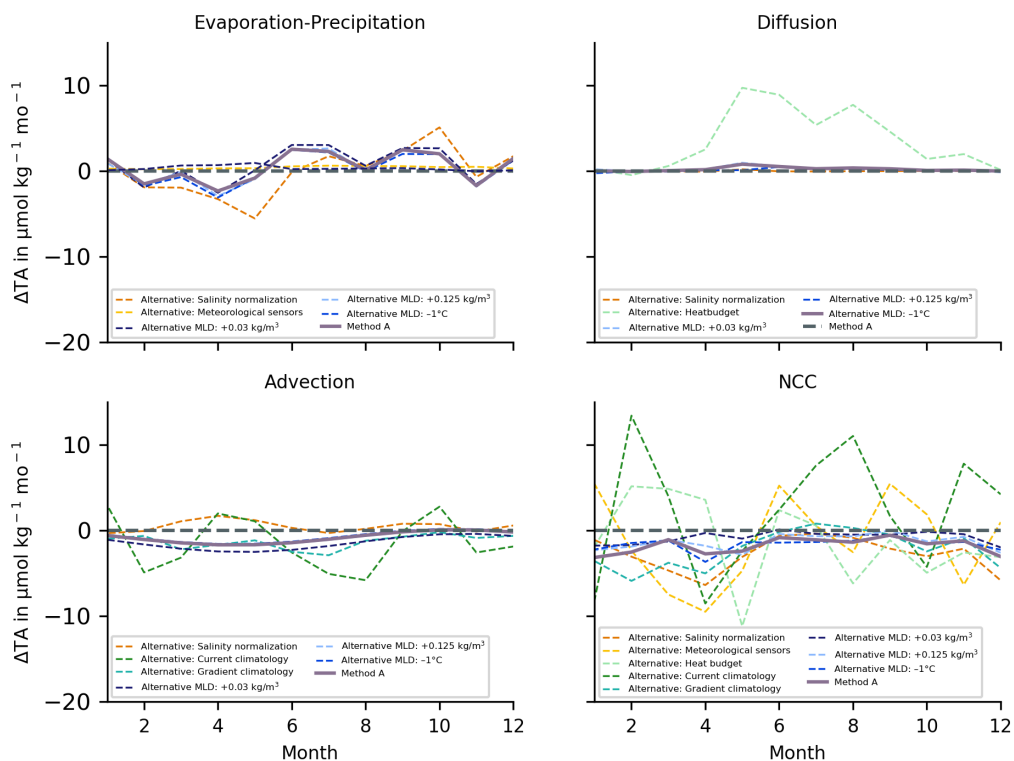 Evaporation-Precipitation
ΔTA in μmol kg⁻¹ mo⁻¹
10
0
−10
−20
Alternative: Salinity normalization
Alternative: Meteorological sensors
Alternative MLD: +0.03 kg/m³
Alternative MLD: +0.125 kg/m³
Alternative MLD: –1°C
Method A
Diffusion
Alternative: Salinity normalization
Alternative: Heatbudget
Alternative MLD: +0.03 kg/m³
Alternative MLD: +0.125 kg/m³
Alternative MLD: –1°C
Method A
Advection
ΔTA in μmol kg⁻¹ mo⁻¹
10
0
−10
−20
Alternative: Salinity normalization
Alternative: Current climatology
Alternative: Gradient climatology
Alternative MLD: +0.03 kg/m³
Alternative MLD: +0.125 kg/m³
Alternative MLD: –1°C
Method A
2 4 6 8 10 12
Month
NCC
Alternative: Salinity normalization
Alternative: Meteorological sensors
Alternative: Heat budget
Alternative: Current climatology
Alternative: Gradient climatology
Alternative MLD: +0.03 kg/m³
Alternative MLD: +0.125 kg/m³
Alternative MLD: –1°C
Method A
2 4 6 8 10 12
Month